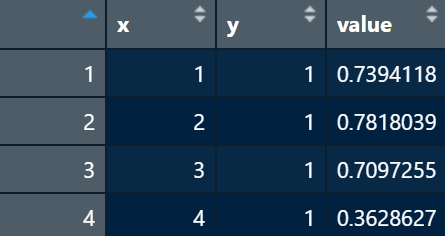 x y value
1 1 1 0.7394118
2 2 1 0.7818039
3 3 1 0.7097255
4 4 1 0.3628627